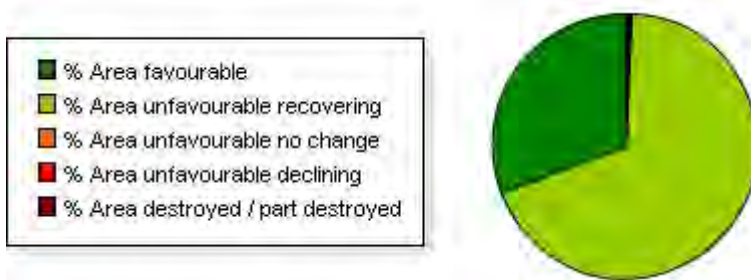 % Area favourable
% Area unfavourable recovering
% Area unfavourable no change
% Area unfavourable declining
% Area destroyed / part destroyed